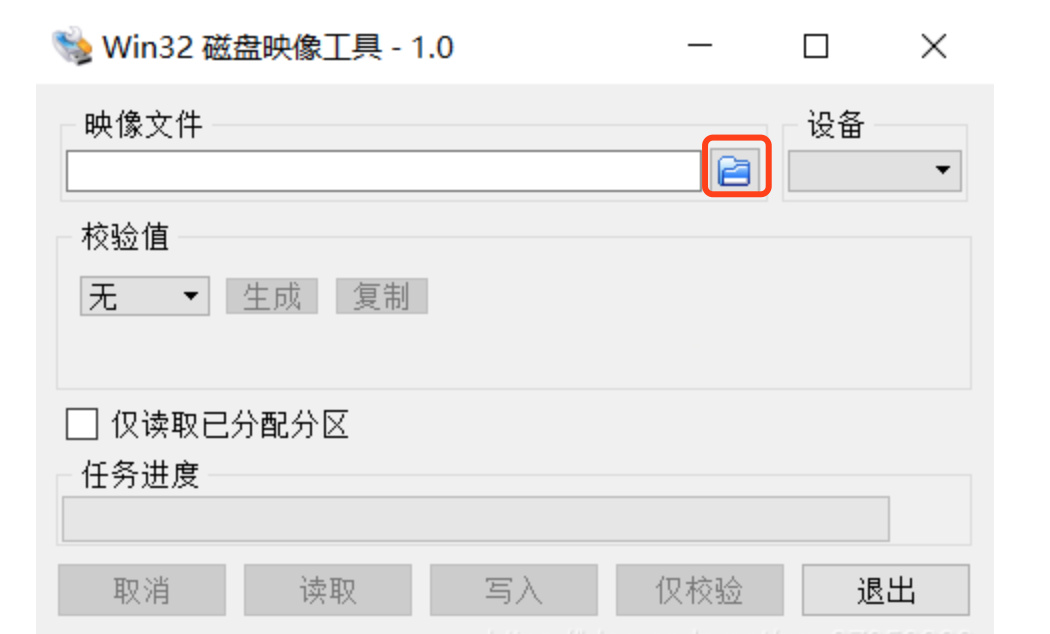 Win32 磁盘映像工具 - 1.0
映像文件 设备
校验值
无 生成 复制
仅读取已分配分区
任务进度
取消 读取 写入 仅校验 退出